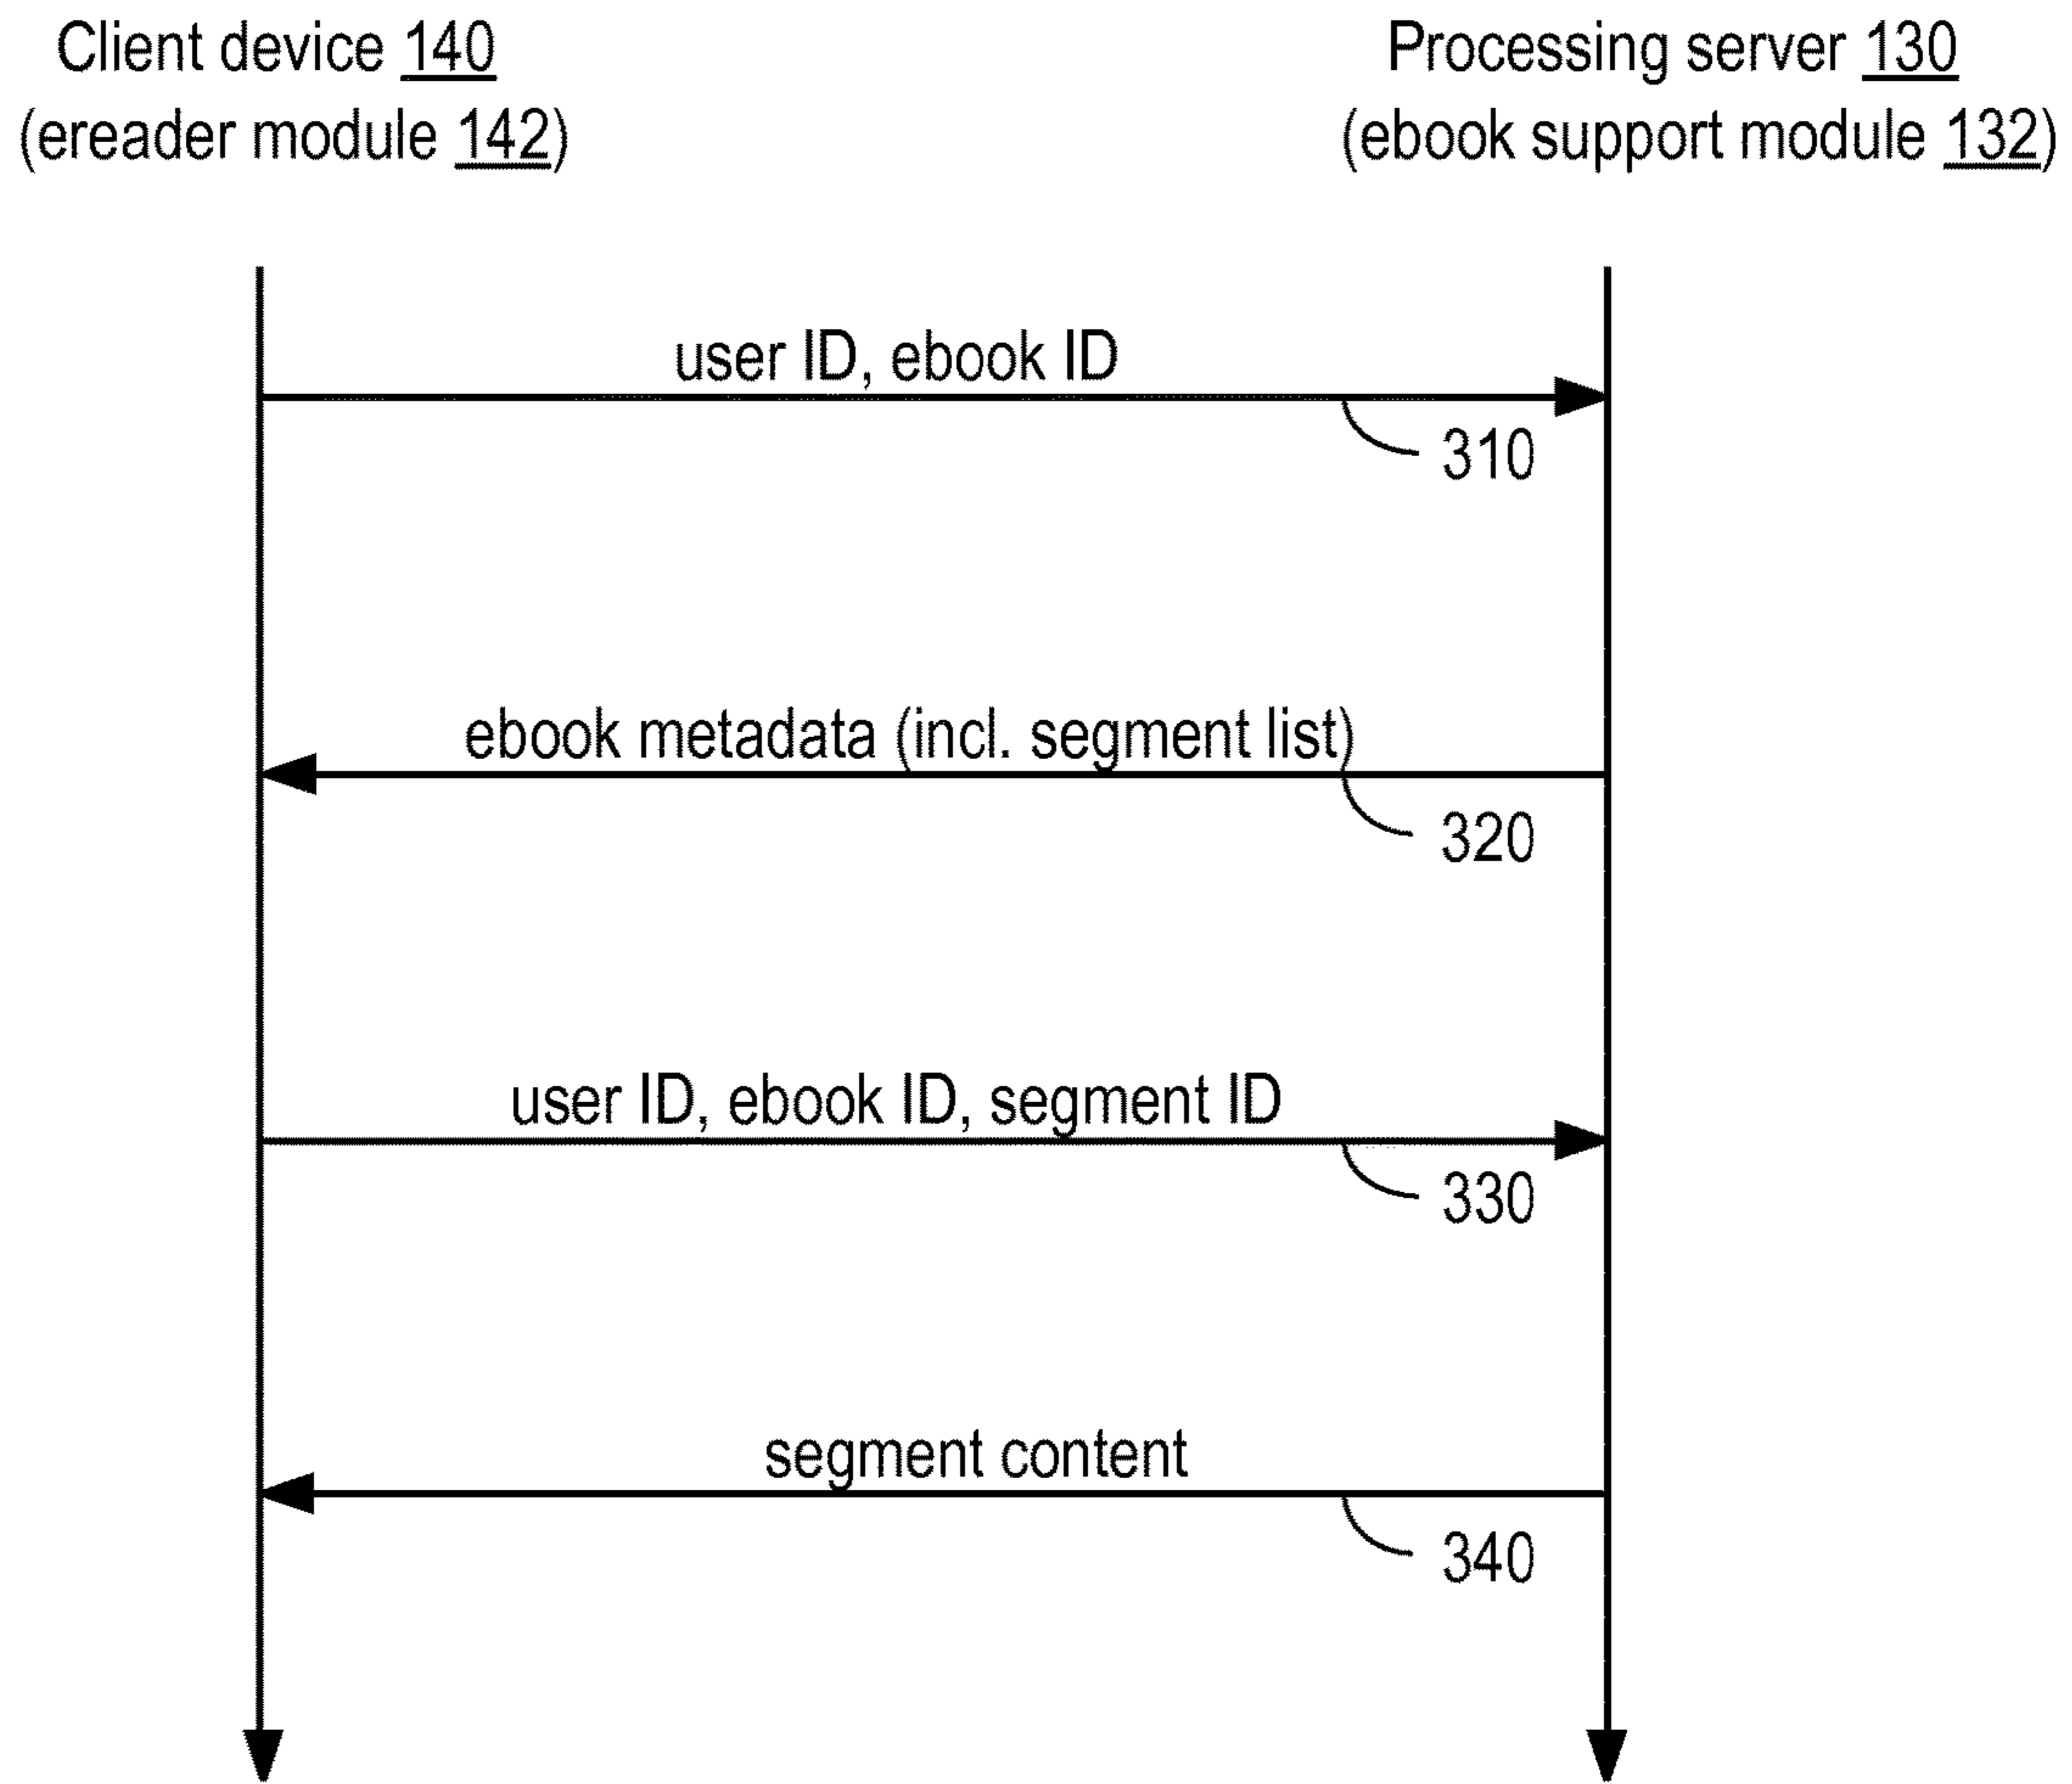 Client device 140
(ereader module 142)
Processing server 130
(ebook support module 132)
user ID, ebook ID
310
ebook metadata (incl. segment list)
320
user ID, ebook ID, segment ID
330
segment content
340